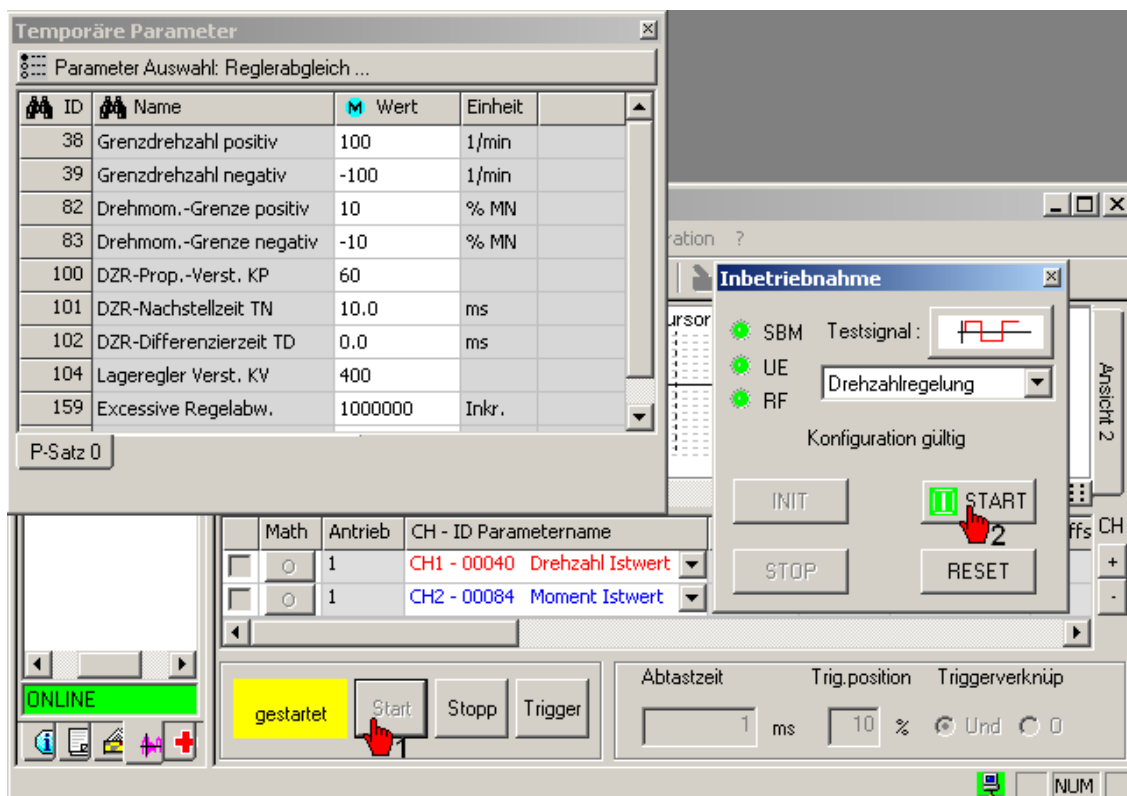 Temporäre Parameter
Parameter Auswahl: Reglerabgleich ...
ID Name M Wert Einheit
38 Grenzdrehzahl positiv 100 1/min
39 Grenzdrehzahl negativ -100 1/min
82 Drehmom.-Grenze positiv 10 % MN
83 Drehmom.-Grenze negativ -10 % MN
100 DZR-Prop.-Verst. KP 60
101 DZR-Nachstellzeit TN 10.0 ms
102 DZR-Differenzierzeit TD 0.0 ms
104 Lageregler Verst. KV 400
159 Excessive Regelabw. 1000000 Inkr.
P-Satz 0
ration ?
ursor
Ansicht 2
Inbetriebnahme
SBM Testsignal :
UE
Drehzahlregelung
RF
Konfiguration gültig
INIT START
2
STOP RESET
Math Antrieb CH - ID Parametername ffs CH
O 1 CH1 - 00040 Drehzahl Istwert +
O 1 CH2 - 00084 Moment Istwert -
ONLINE
gestartet Start Stopp Trigger
1
Abtastzeit Trig.position Triggerverknüp
1 ms 10 % Und O
NUM